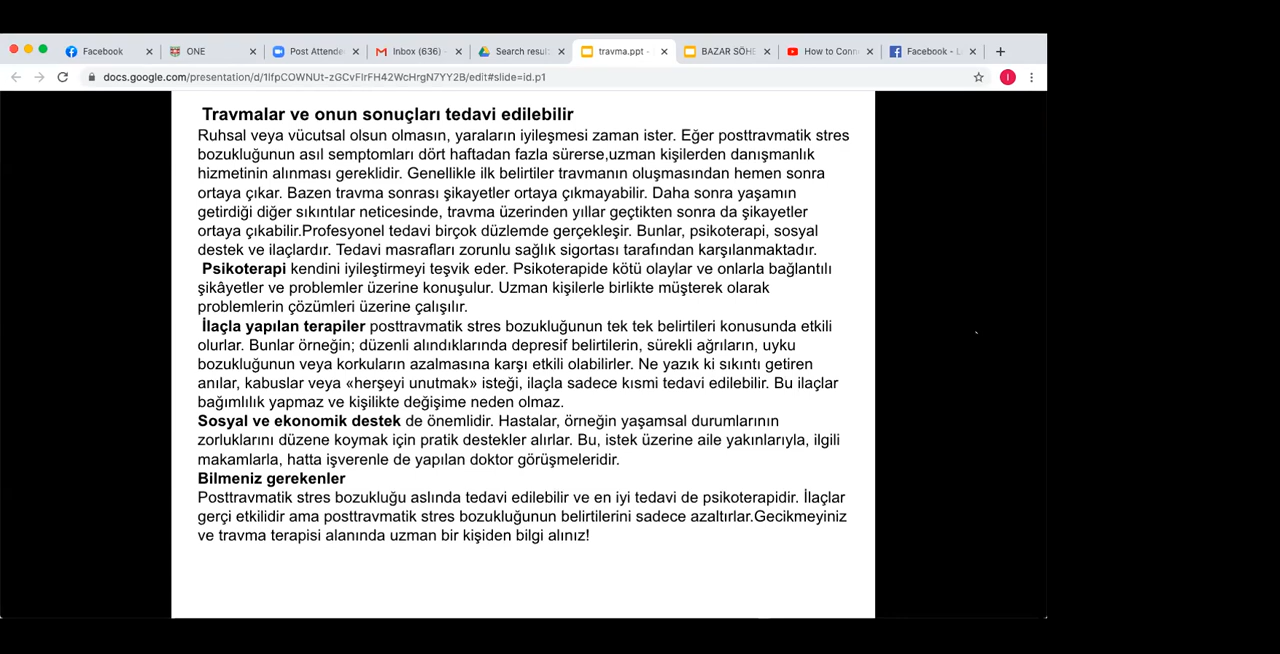 Facebook
ONE
Post Attende
Inbox (636)
Search resul
travma.ppt -
BAZAR SÖHE
How to Conn
Facebook - L
docs.google.com/presentation/d/1lfpCOWNUt-zGCvFIrFH42WcHrgN7YY2B/edit#slide=id.p1
Travmalar ve onun sonuçları tedavi edilebilir
Ruhsal veya vücutsal olsun olmasın, yaraların iyileşmesi zaman ister. Eğer posttravmatik stres
bozukluğunun asıl semptomları dört haftadan fazla sürerse,uzman kişilerden danışmanlık
hizmetinin alınması gereklidir. Genellikle ilk belirtiler travmanın oluşmasından hemen sonra
ortaya çıkar. Bazen travma sonrası şikayetler ortaya çıkmayabilir. Daha sonra yaşamın
getirdiği diğer sıkıntılar neticesinde, travma üzerinden yıllar geçtikten sonra da şikayetler
ortaya çıkabilir.Profesyonel tedavi birçok düzlemde gerçekleşir. Bunlar, psikoterapi, sosyal
destek ve ilaçlardır. Tedavi masrafları zorunlu sağlık sigortası tarafından karşılanmaktadır.
Psikoterapi kendini iyileştirmeyi teşvik eder. Psikoterapide kötü olaylar ve onlarla bağlantılı
şikâyetler ve problemler üzerine konuşulur. Uzman kişilerle birlikte müşterek olarak
problemlerin çözümleri üzerine çalışılır.
İlaçla yapılan terapiler posttravmatik stres bozukluğunun tek tek belirtileri konusunda etkili
olurlar. Bunlar örneğin; düzenli alındıklarında depresif belirtilerin, sürekli ağrıların, uyku
bozukluğunun veya korkuların azalmasına karşı etkili olabilirler. Ne yazık ki sıkıntı getiren
anılar, kabuslar veya «herşeyi unutmak» isteği, ilaçla sadece kısmi tedavi edilebilir. Bu ilaçlar
bağımlılık yapmaz ve kişilikte değişime neden olmaz.
Sosyal ve ekonomik destek de önemlidir. Hastalar, örneğin yaşamsal durumlarının
zorluklarını düzene koymak için pratik destekler alırlar. Bu, istek üzerine aile yakınlarıyla, ilgili
makamlarla, hatta işverenle de yapılan doktor görüşmeleridir.
Bilmeniz gerekenler
Posttravmatik stres bozukluğu aslında tedavi edilebilir ve en iyi tedavi de psikoterapidir. İlaçlar
gerçi etkilidir ama posttravmatik stres bozukluğunun belirtilerini sadece azaltırlar.Gecikmeyiniz
ve travma terapisi alanında uzman bir kişiden bilgi alınız!